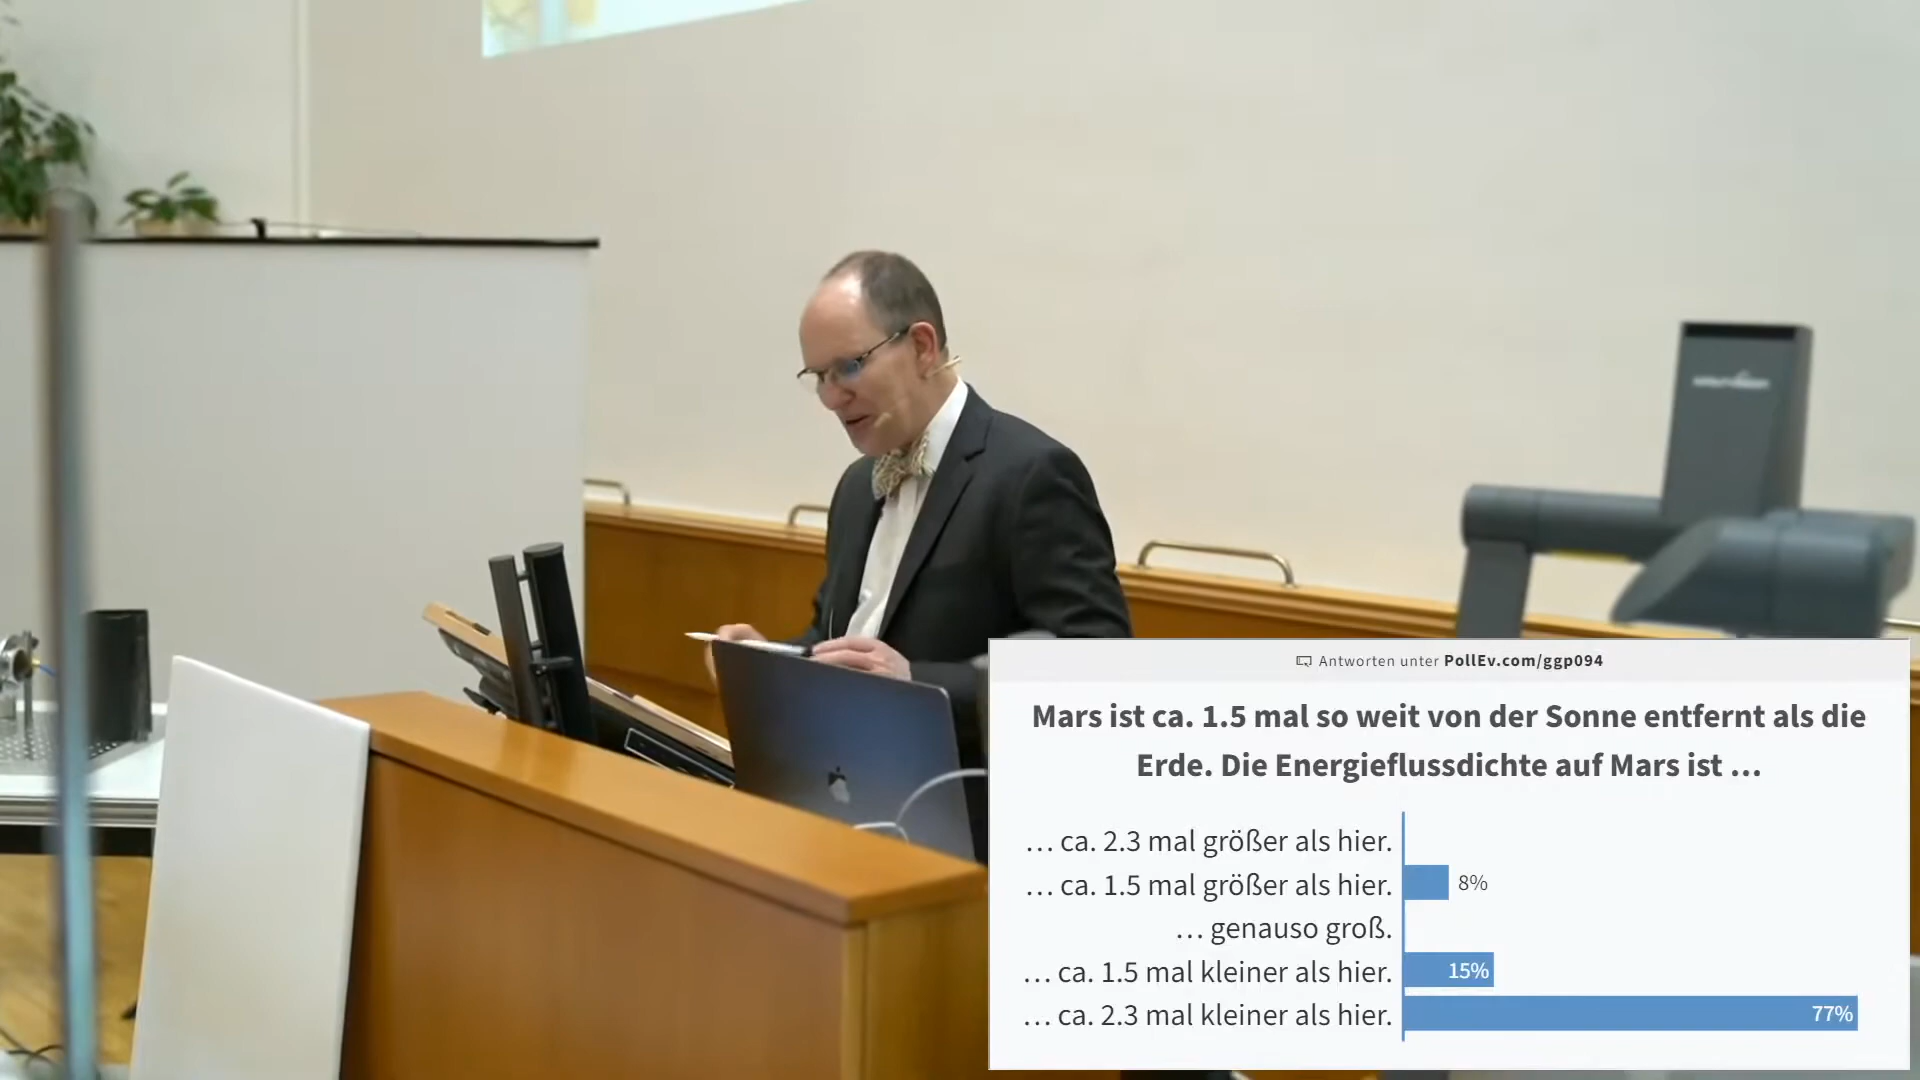 Antworten unter PollEv.com/ggp094
Mars ist ca. 1.5 mal so weit von der Sonne entfernt als die
Erde. Die Energieflussdichte auf Mars ist …
… ca. 2.3 mal größer als hier.
… ca. 1.5 mal größer als hier. 8%
… genauso groß.
… ca. 1.5 mal kleiner als hier. 15%
… ca. 2.3 mal kleiner als hier. 77%